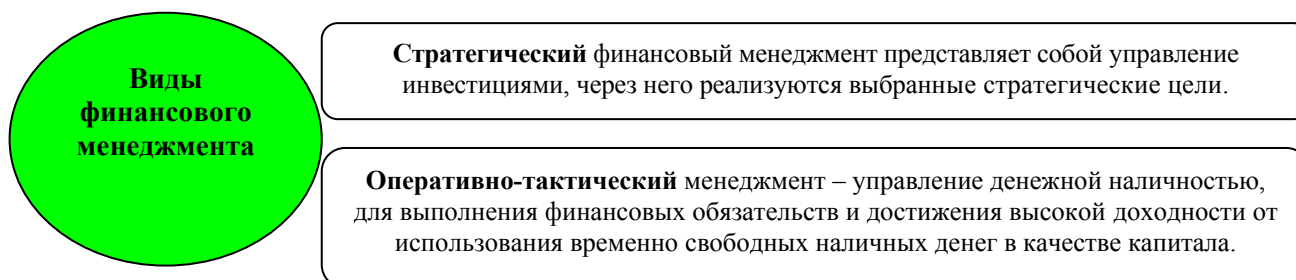 Виды
финансового
менеджмента
Стратегический финансовый менеджмент представляет собой управление
инвестициями, через него реализуются выбранные стратегические цели.
Оперативно-тактический менеджмент – управление денежной наличностью,
для выполнения финансовых обязательств и достижения высокой доходности от
использования временно свободных наличных денег в качестве капитала.